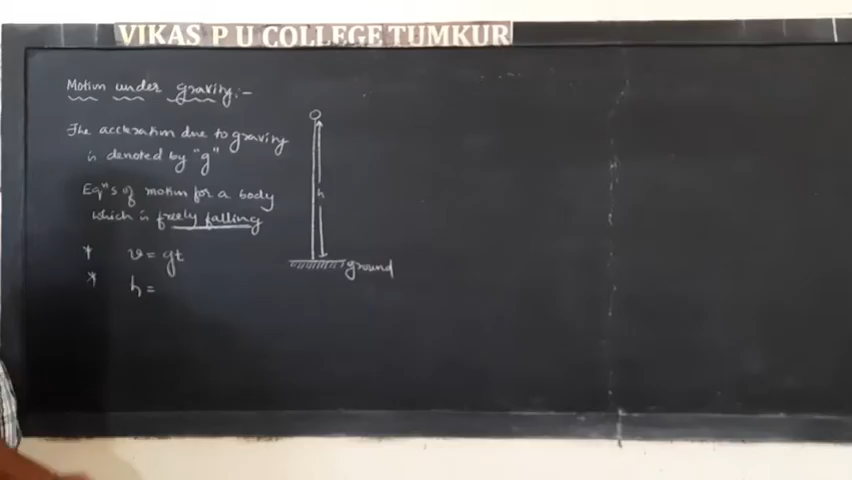 VIKAS P U COLLEGE TUMKUR
Motion under gravity:-
The accleration due to gravity
is denoted by "g"
Eqⁿs of motion for a body
which is freely falling
* v = gt
* h =
h
ground